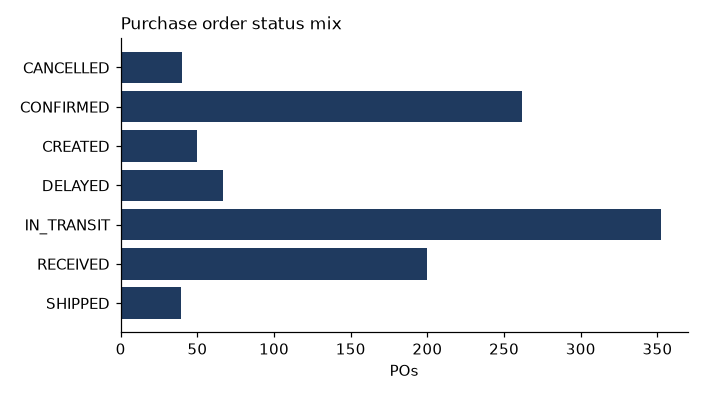 Purchase order status mix
CANCELLED
CONFIRMED
CREATED
DELAYED
IN_TRANSIT
RECEIVED
SHIPPED
0 50 100 150 200 250 300 350
POs